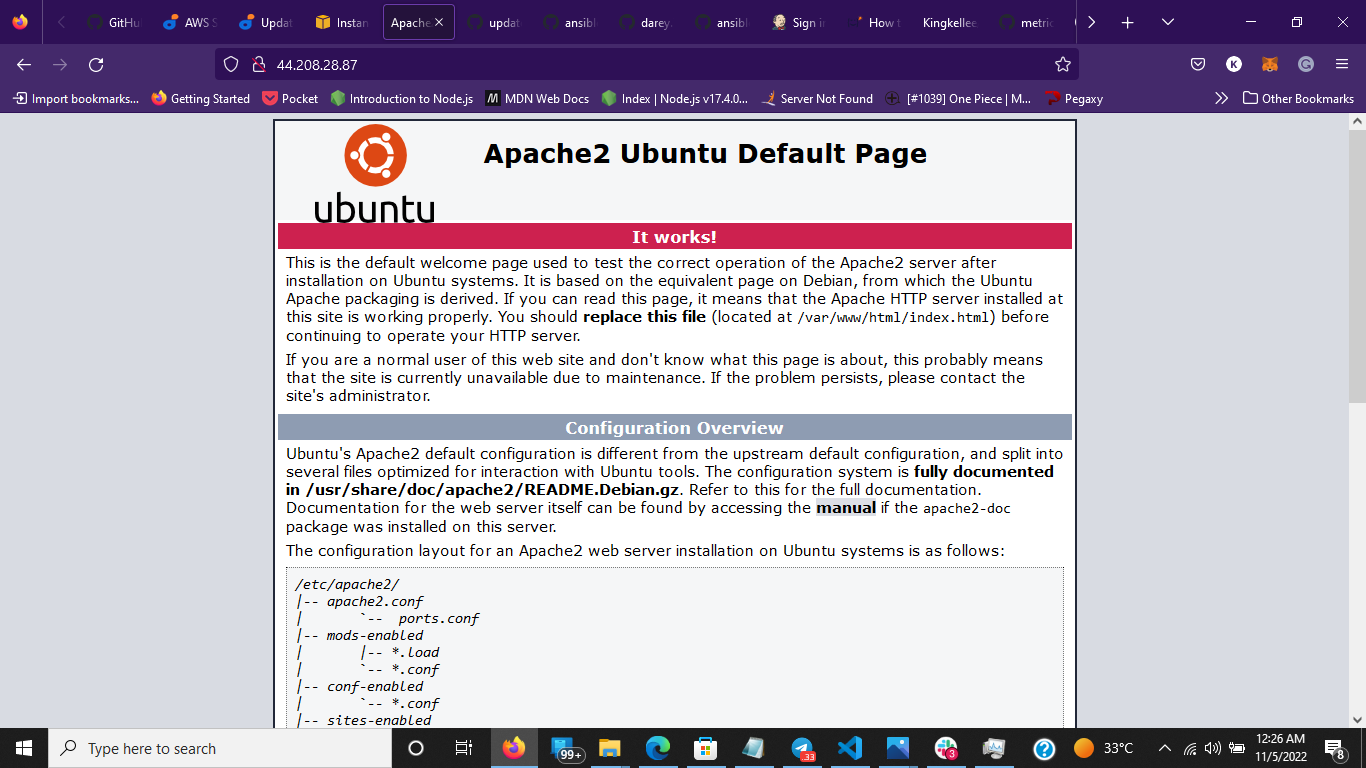 GitHu
AWS S
Updat
Instan
Apache
updat
ansibl
darey.
ansibl
Sign in
How t
Kingkellee
metric
44.208.28.87
K
G
Import bookmarks...
Getting Started
Pocket
Introduction to Node.js
M MDN Web Docs
Index | Node.js v17.4.0...
Server Not Found
[#1039] One Piece | M...
Pegaxy
Other Bookmarks
ubuntu
Apache2 Ubuntu Default Page
It works!
This is the default welcome page used to test the correct operation of the Apache2 server after
installation on Ubuntu systems. It is based on the equivalent page on Debian, from which the Ubuntu
Apache packaging is derived. If you can read this page, it means that the Apache HTTP server installed at
this site is working properly. You should replace this file (located at /var/www/html/index.html) before
continuing to operate your HTTP server.
If you are a normal user of this web site and don't know what this page is about, this probably means
that the site is currently unavailable due to maintenance. If the problem persists, please contact the
site's administrator.
Configuration Overview
Ubuntu's Apache2 default configuration is different from the upstream default configuration, and split into
several files optimized for interaction with Ubuntu tools. The configuration system is fully documented
in /usr/share/doc/apache2/README.Debian.gz. Refer to this for the full documentation.
Documentation for the web server itself can be found by accessing the manual if the apache2-doc
package was installed on this server.
The configuration layout for an Apache2 web server installation on Ubuntu systems is as follows:
/etc/apache2/
|-- apache2.conf
|       `--  ports.conf
|-- mods-enabled
|       |-- *.load
|       `-- *.conf
|-- conf-enabled
|       `-- *.conf
|-- sites-enabled
Type here to search
99+
.33
3
33°C
12:26 AM
11/5/2022
8